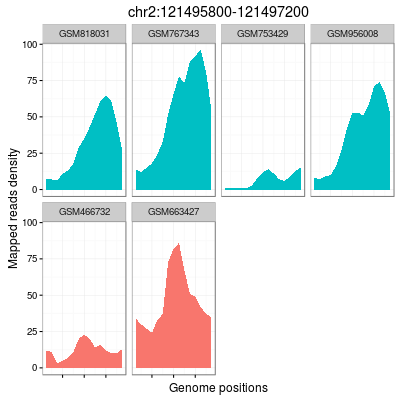 chr2:121495800-121497200
GSM818031 GSM767343 GSM753429 GSM956008
100
75
50
25
0
GSM466732 GSM663427
100
75
50
25
0
Mapped reads density
Genome positions